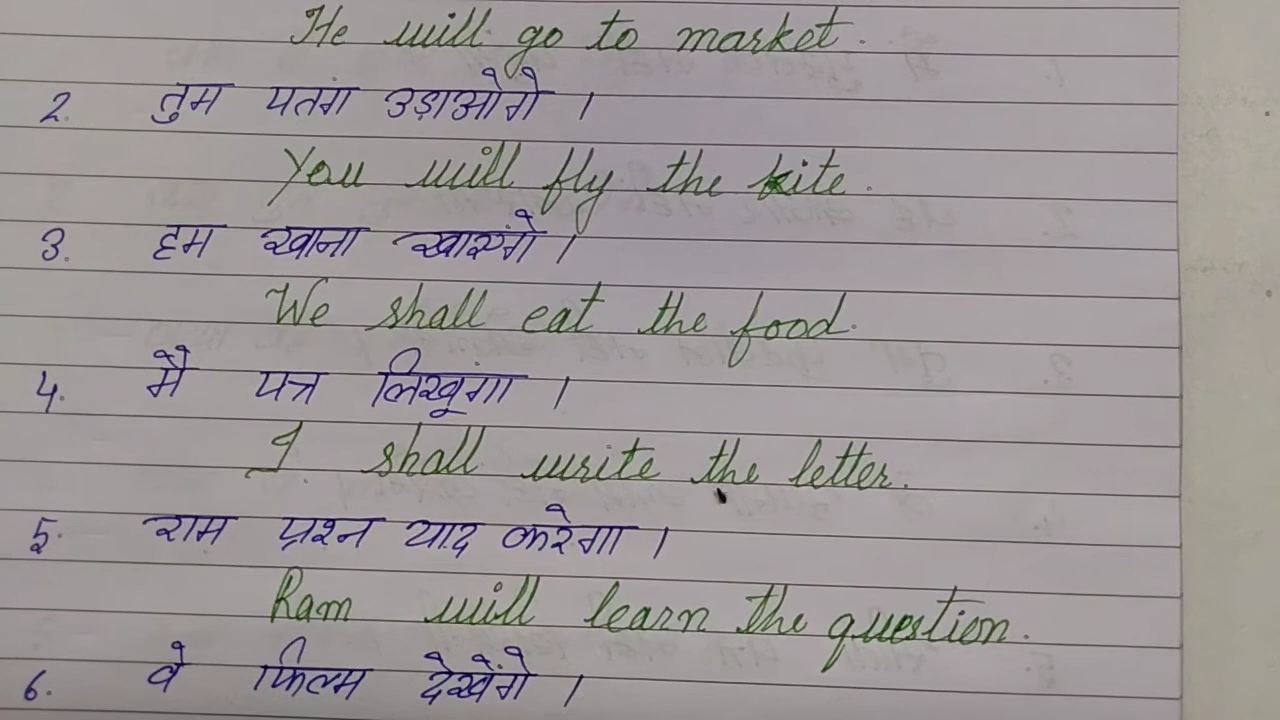 He will go to market.
2. तुम पतंग उड़ाओगे ।
You will fly the kite.
3. हम खाना खाएंगे ।
We shall eat the food.
4. मै पत्र लिखूंगा ।
I shall write the letter.
5. राम प्रश्न याद करेगा ।
Ram will learn the question.
6. वे फिल्म देखेंगे ।